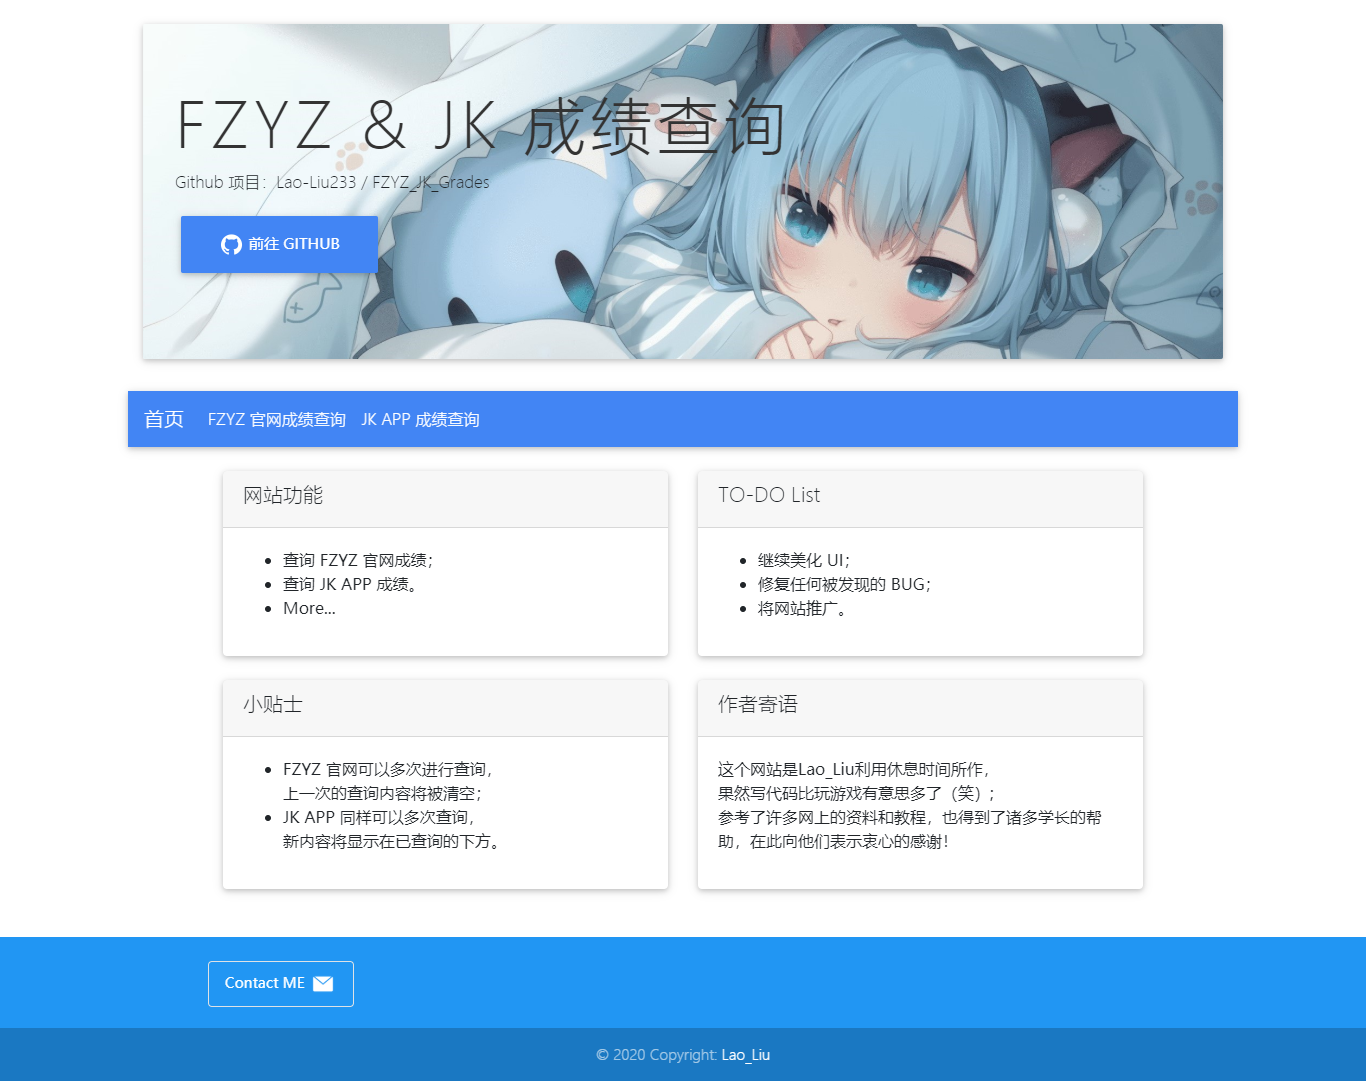 FZYZ & JK 成绩查询
Github 项目：Lao-Liu233 / FZYZ_JK_Grades
前往 GITHUB
首页 FZYZ 官网成绩查询 JK APP 成绩查询
网站功能
查询 FZYZ 官网成绩；
查询 JK APP 成绩。
More...
TO-DO List
继续美化 UI；
修复任何被发现的 BUG；
将网站推广。
小贴士
FZYZ 官网可以多次进行查询，
上一次的查询内容将被清空；
JK APP 同样可以多次查询，
新内容将显示在已查询的下方。
作者寄语
这个网站是Lao_Liu利用休息时间所作，
果然写代码比玩游戏有意思多了（笑）；
参考了许多网上的资料和教程，也得到了诸多学长的帮
助，在此向他们表示衷心的感谢！
Contact ME
© 2020 Copyright: Lao_Liu